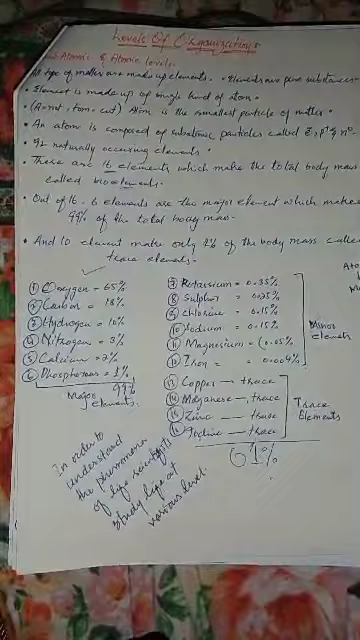 Levels Of Organization:
Sub Atomic & Atomic levels.
All type of matter are made up elements. • Elements are pure substances.
• Element is made up of single kind of atom.
• (A=not, tom=cut) Atom is the smallest particle of matter.
• An atom is composed of subatomic particles called
• 92 naturally occuring elements.
• There are 16 elements which make the total body mass
called bioelements.
• Out of 16 . 6 elements are the major element which make
99% of the total body mass.
• And 10 element make only 1% of the body mass called
trace elements.
① Oxygen = 65%
② Carbon = 18%
③ Hydrogen = 10%
④ Nitrogen = 3%
⑤ Calcium = 2%
⑥ Phosphorous = 1%
99%
Major
elements
⑦ Potassium = 0.35%
⑧ Sulphur = 0.25%
⑨ Chlorine = 0.15%
⑩ Sodium = 0.15%
⑪ Magnesium = 0.05%
⑫ Iron = 0.004%
Minor
elements
⑬ Copper — trace
⑭ Maganese — trace
⑮ Zinc — trace
⑯ Iodine — trace
Trace
Elements
1%
In order to
understand
the phenomena
of life scientists
study life at
various level.